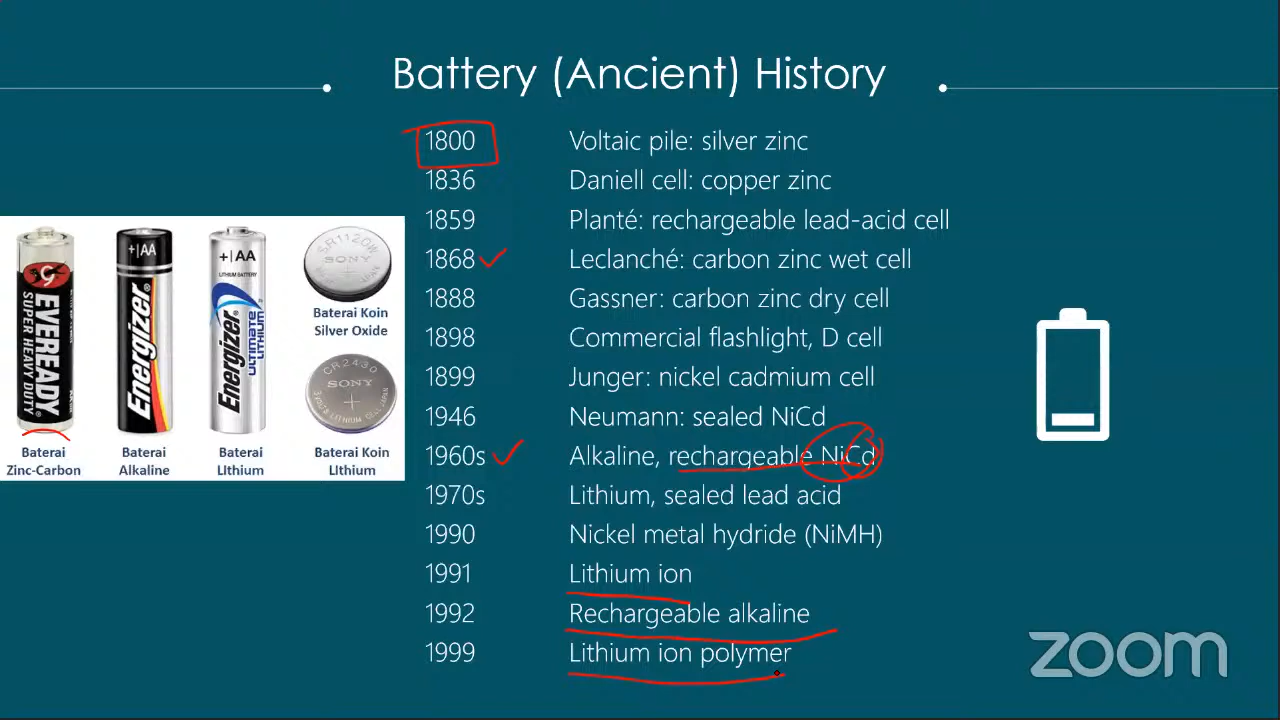 Battery (Ancient) History
1800 Voltaic pile: silver zinc
1836 Daniell cell: copper zinc
1859 Planté: rechargeable lead-acid cell
1868 Leclanché: carbon zinc wet cell
1888 Gassner: carbon zinc dry cell
1898 Commercial flashlight, D cell
1899 Junger: nickel cadmium cell
1946 Neumann: sealed NiCd
1960s Alkaline, rechargeable NiCd
1970s Lithium, sealed lead acid
1990 Nickel metal hydride (NiMH)
1991 Lithium ion
1992 Rechargeable alkaline
1999 Lithium ion polymer
EVEREADY
SUPER HEAVY DUTY
+ AA
Energizer
+ AA
LITHIUM BATTERY
Energizer
ULTIMATE LITHIUM
SONY
+
Baterai Koin
Silver Oxide
CR2430
SONY
+
Baterai
Zinc-Carbon
Baterai
Alkaline
Baterai
LIthium
Baterai Koin
LIthium
zoom